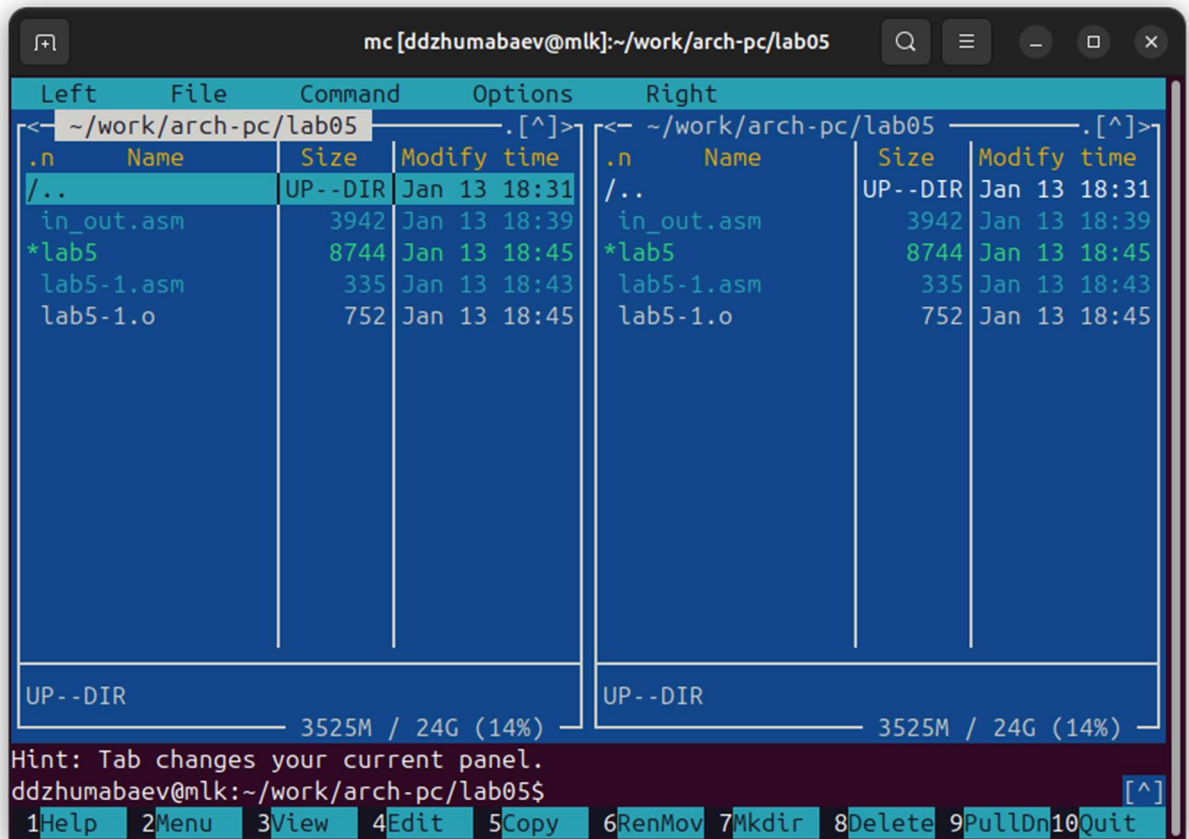 mc [ddzhumabaev@mlk]:~/work/arch-pc/lab05
Left File Command Options Right
<- ~/work/arch-pc/lab05 .[^]> <- ~/work/arch-pc/lab05 .[^]>
.n Name Size Modify time .n Name Size Modify time
/.. UP--DIR Jan 13 18:31 /.. UP--DIR Jan 13 18:31
in_out.asm 3942 Jan 13 18:39 in_out.asm 3942 Jan 13 18:39
*lab5 8744 Jan 13 18:45 *lab5 8744 Jan 13 18:45
lab5-1.asm 335 Jan 13 18:43 lab5-1.asm 335 Jan 13 18:43
lab5-1.o 752 Jan 13 18:45 lab5-1.o 752 Jan 13 18:45
UP--DIR UP--DIR
3525M / 24G (14%) 3525M / 24G (14%)
Hint: Tab changes your current panel.
ddzhumabaev@mlk:~/work/arch-pc/lab05$ [^]
1Help 2Menu 3View 4Edit 5Copy 6RenMov 7Mkdir 8Delete 9PullDn 10Quit